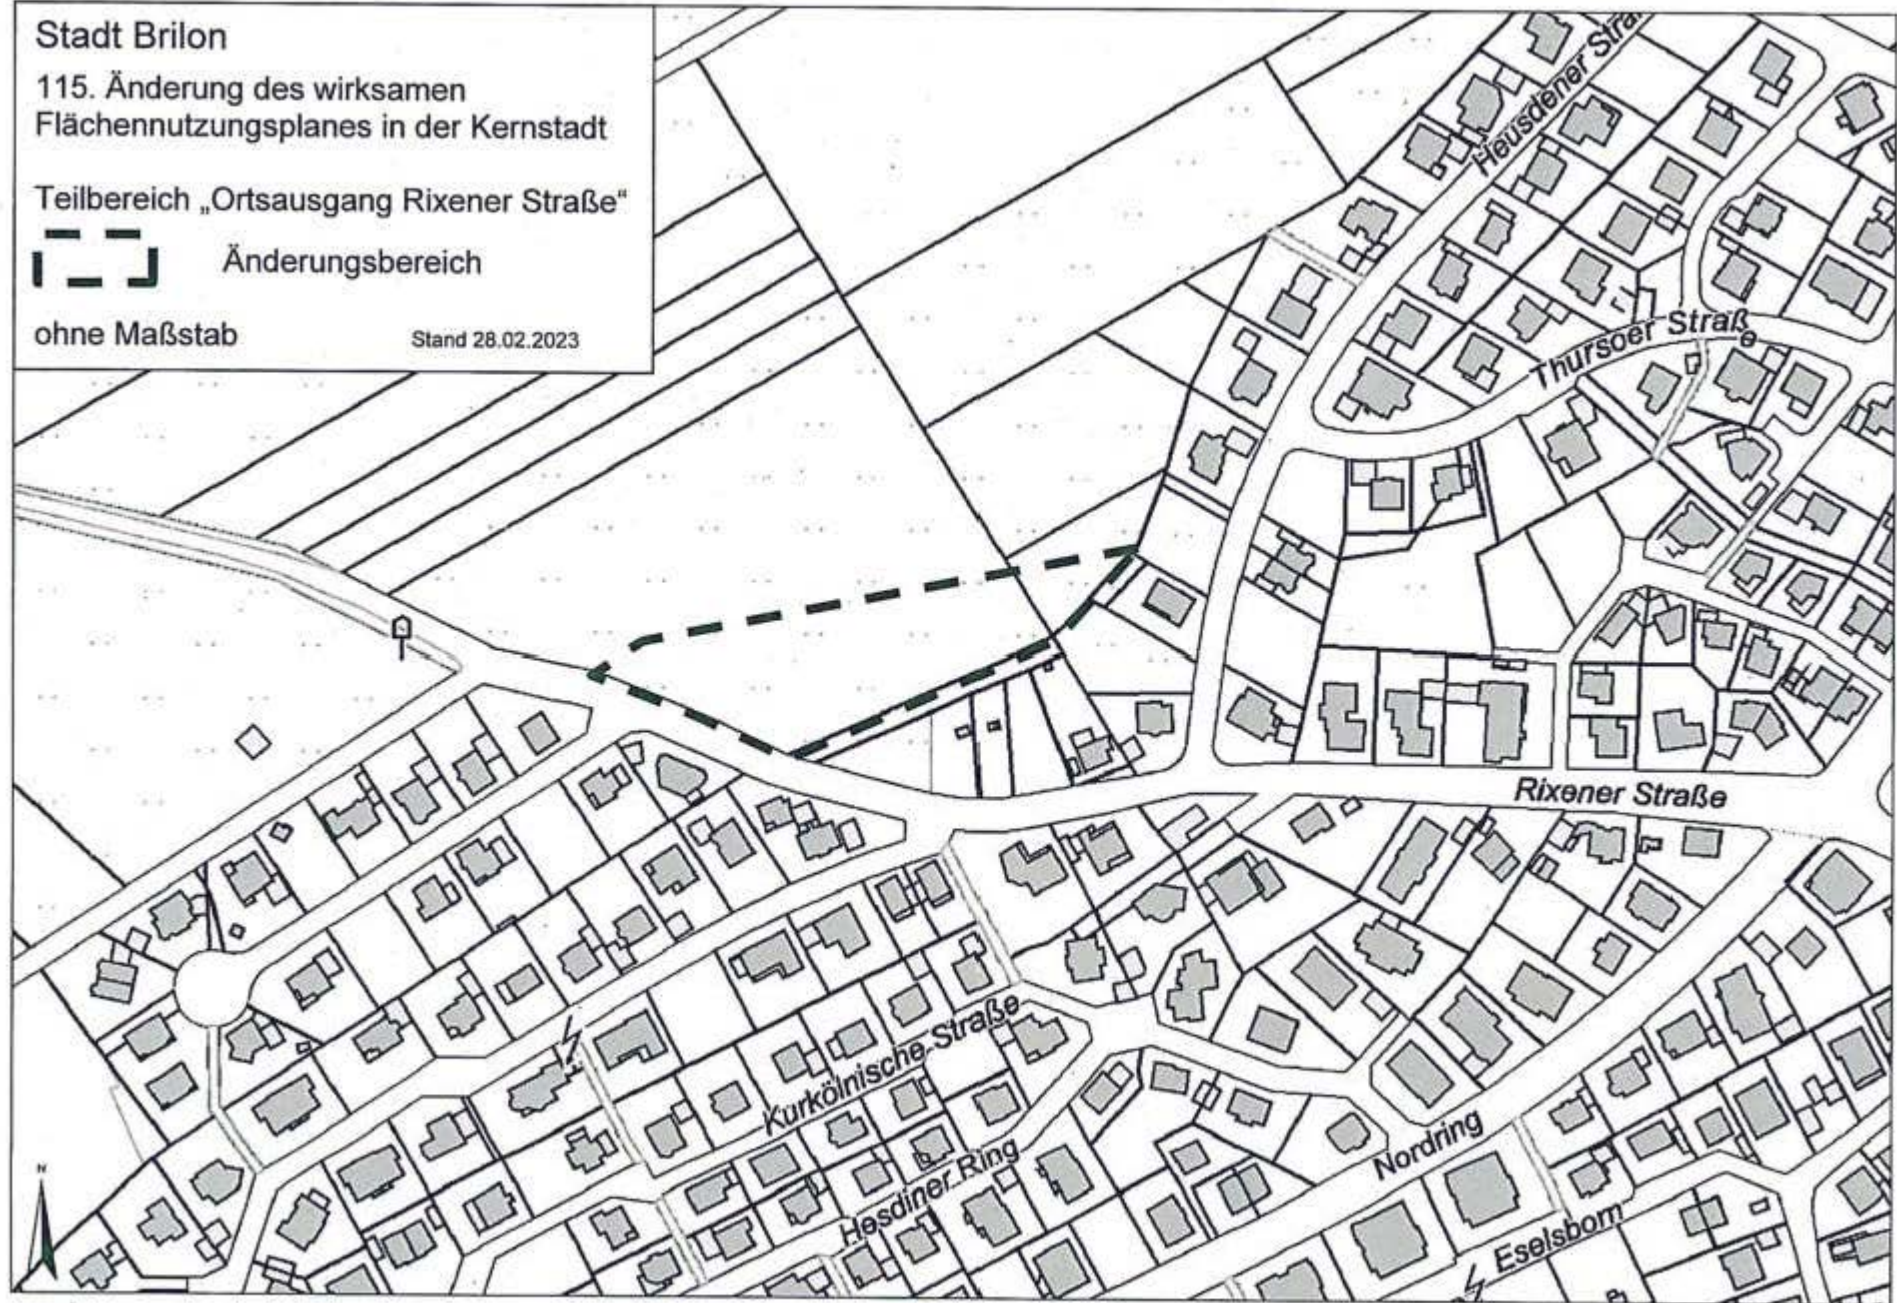 Stadt Brilon
115. Änderung des wirksamen
Flächennutzungsplanes in der Kernstadt
Teilbereich „Ortsausgang Rixener Straße“
Änderungsbereich
ohne Maßstab
Stand 28.02.2023
Heusdener Straß
Thursoer Straße
Rixener Straße
Kurkölnische Straße
Hesdiner Ring
Nordring
Eselsborn
N